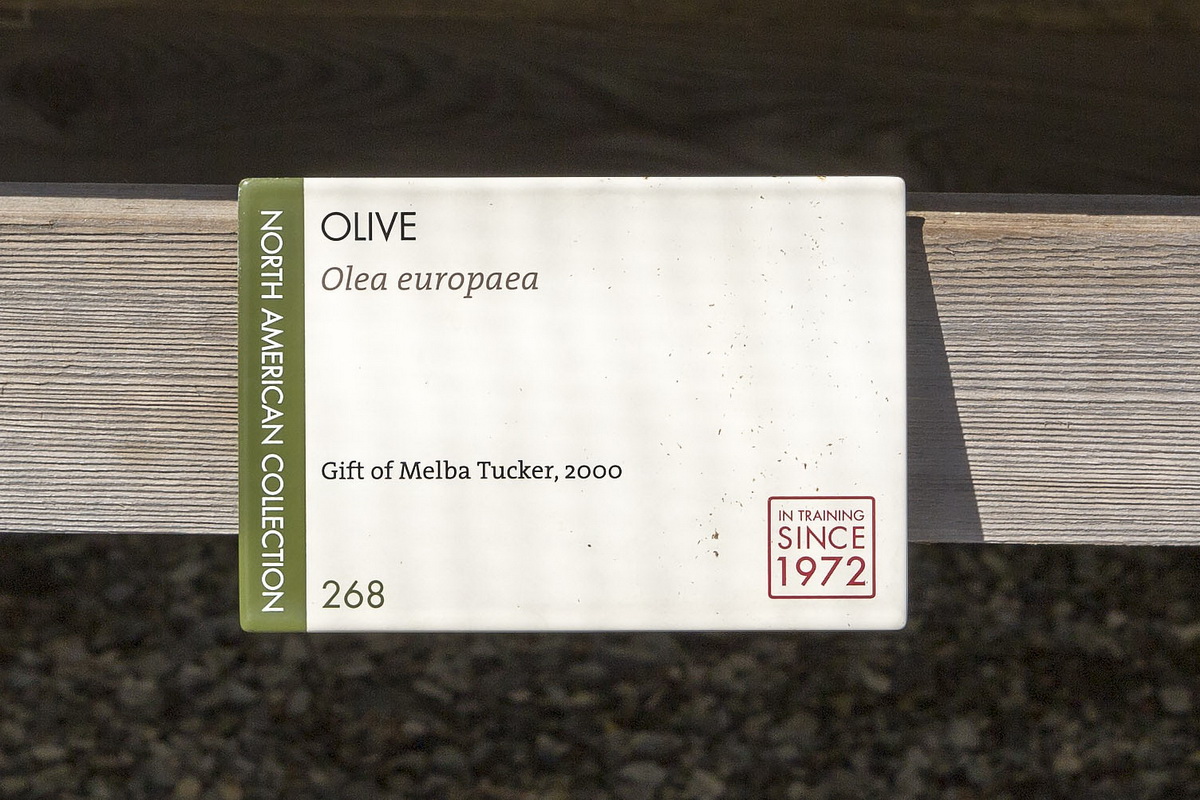 NORTH AMERICAN COLLECTION
OLIVE
Olea europaea
Gift of Melba Tucker, 2000
268
IN TRAINING
SINCE
1972